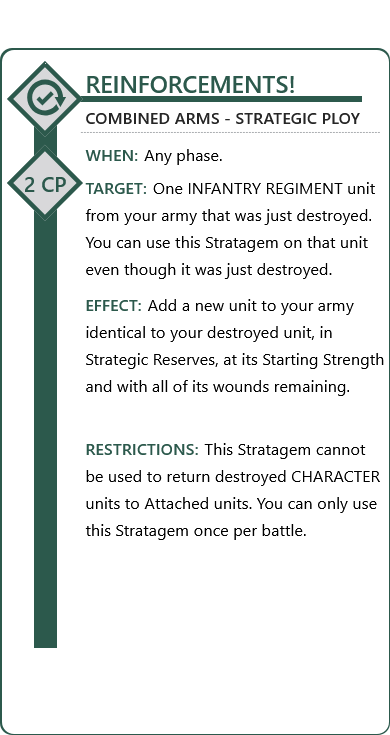 REINFORCEMENTS!
COMBINED ARMS - STRATEGIC PLOY
WHEN: Any phase.
2 CP
TARGET: One INFANTRY REGIMENT unit
from your army that was just destroyed.
You can use this Stratagem on that unit
even though it was just destroyed.
EFFECT: Add a new unit to your army
identical to your destroyed unit, in
Strategic Reserves, at its Starting Strength
and with all of its wounds remaining.
RESTRICTIONS: This Stratagem cannot
be used to return destroyed CHARACTER
units to Attached units. You can only use
this Stratagem once per battle.